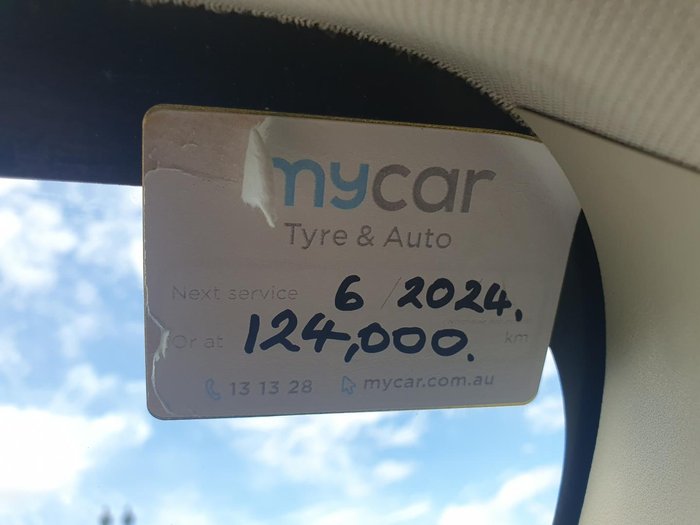 mycar
Tyre & Auto
Next service 6 / 2024.
Or at 124,000. km
13 13 28 mycar.com.au